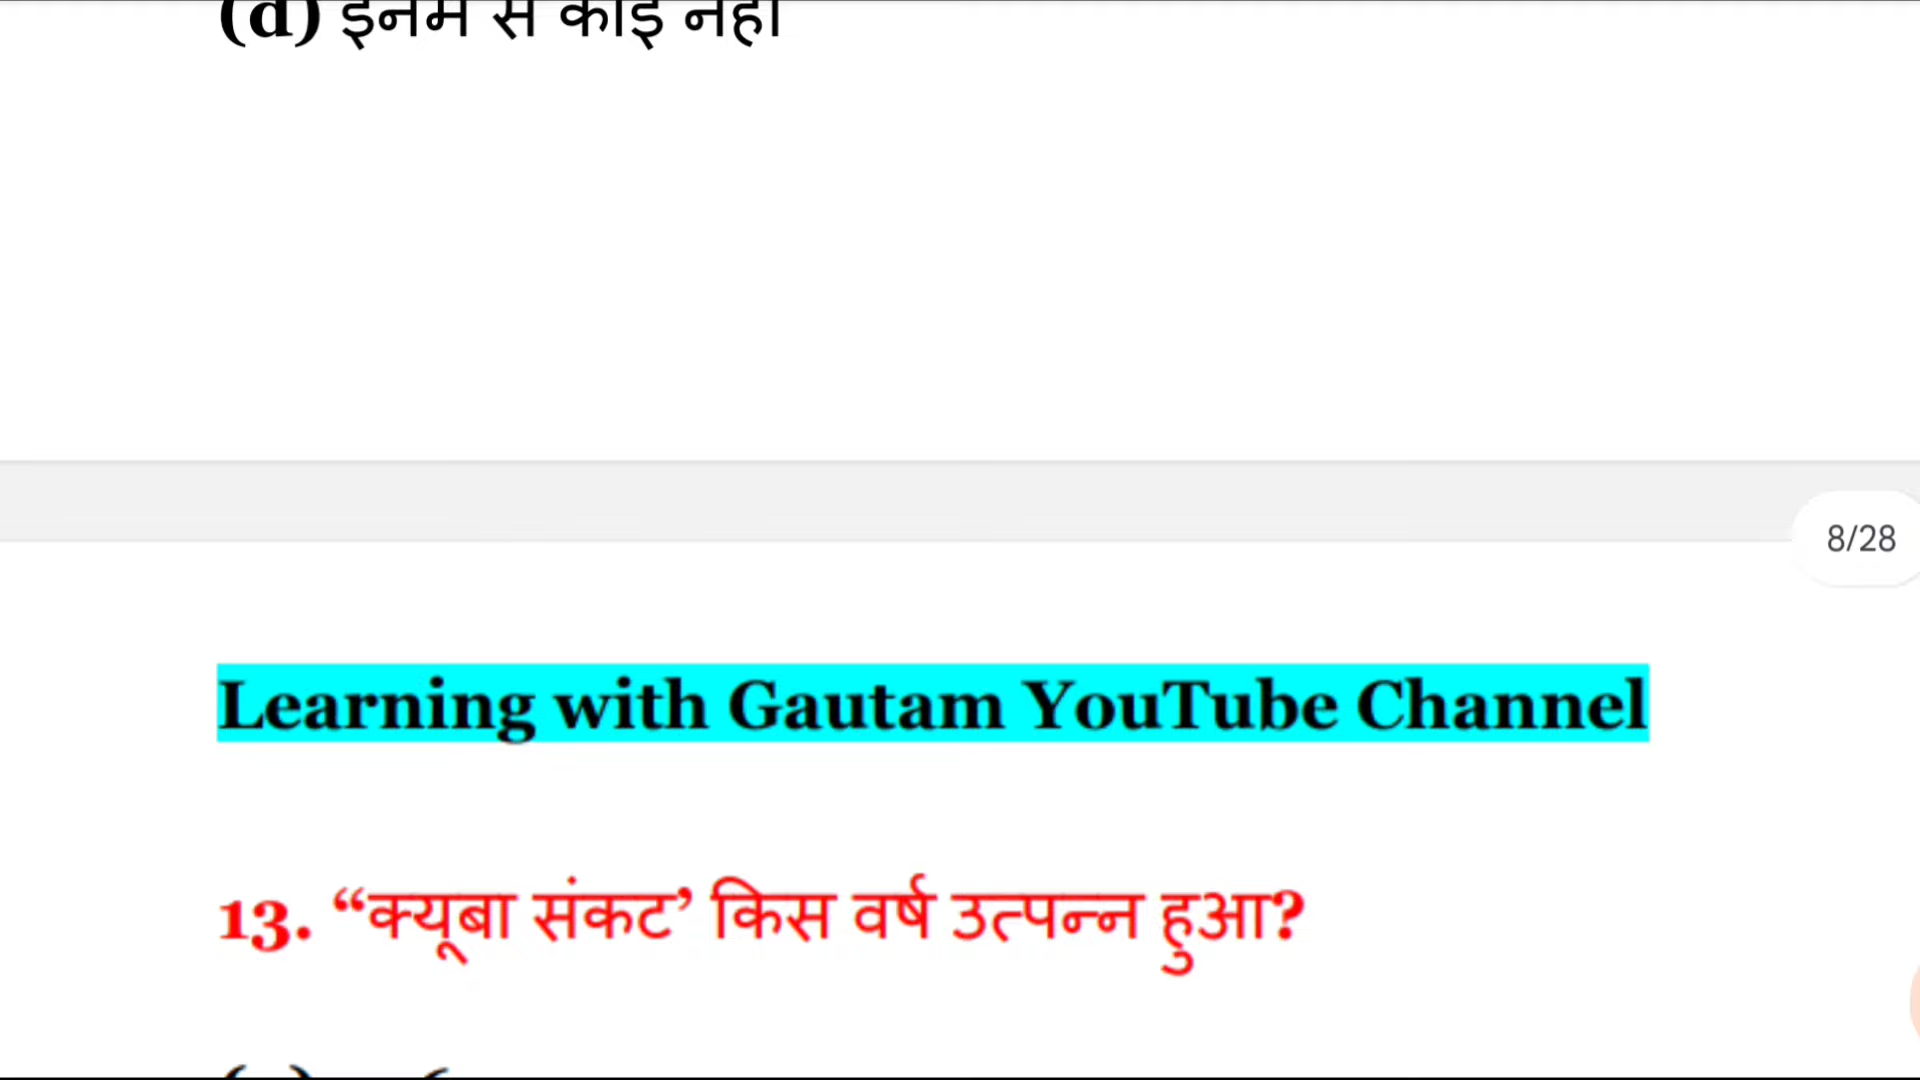 (d) इनमें से कोई नहीं
8/28
Learning with Gautam YouTube Channel
13. “क्यूबा संकट’ किस वर्ष उत्पन्न हुआ?